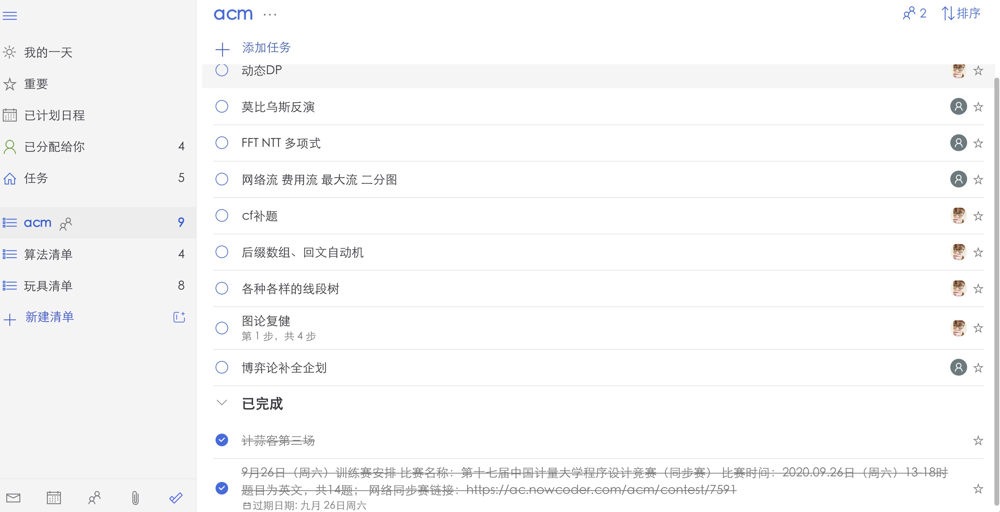 我的一天
重要
已计划日程
已分配给你 4
任务 5
acm 9
算法清单 4
玩具清单 8
新建清单
acm ...
2 排序
添加任务
动态DP
莫比乌斯反演
FFT NTT 多项式
网络流 费用流 最大流 二分图
cf补题
后缀数组、回文自动机
各种各样的线段树
图论复健
第 1 步，共 4 步
博弈论补全企划
已完成
计蒜客第三场
9月26日（周六）训练赛安排 比赛名称：第十七届中国计量大学程序设计竞赛（同步赛） 比赛时间：2020.09.26日（周六）13-18时
题目为英文，共14题； 网络同步赛链接：https://ac.nowcoder.com/acm/contest/7591
过期日期: 九月 26日周六